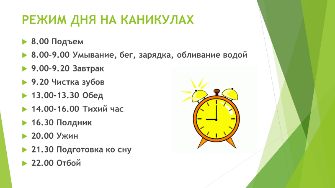 РЕЖИМ ДНЯ НА КАНИКУЛАХ
8.00 Подъем
8.00-9.00 Умывание, бег, зарядка, обливание водой
9.00-9.20 Завтрак
9.20 Чистка зубов
13.00-13.30 Обед
14.00-16.00 Тихий час
16.30 Полдник
20.00 Ужин
21.30 Подготовка ко сну
22.00 Отбой